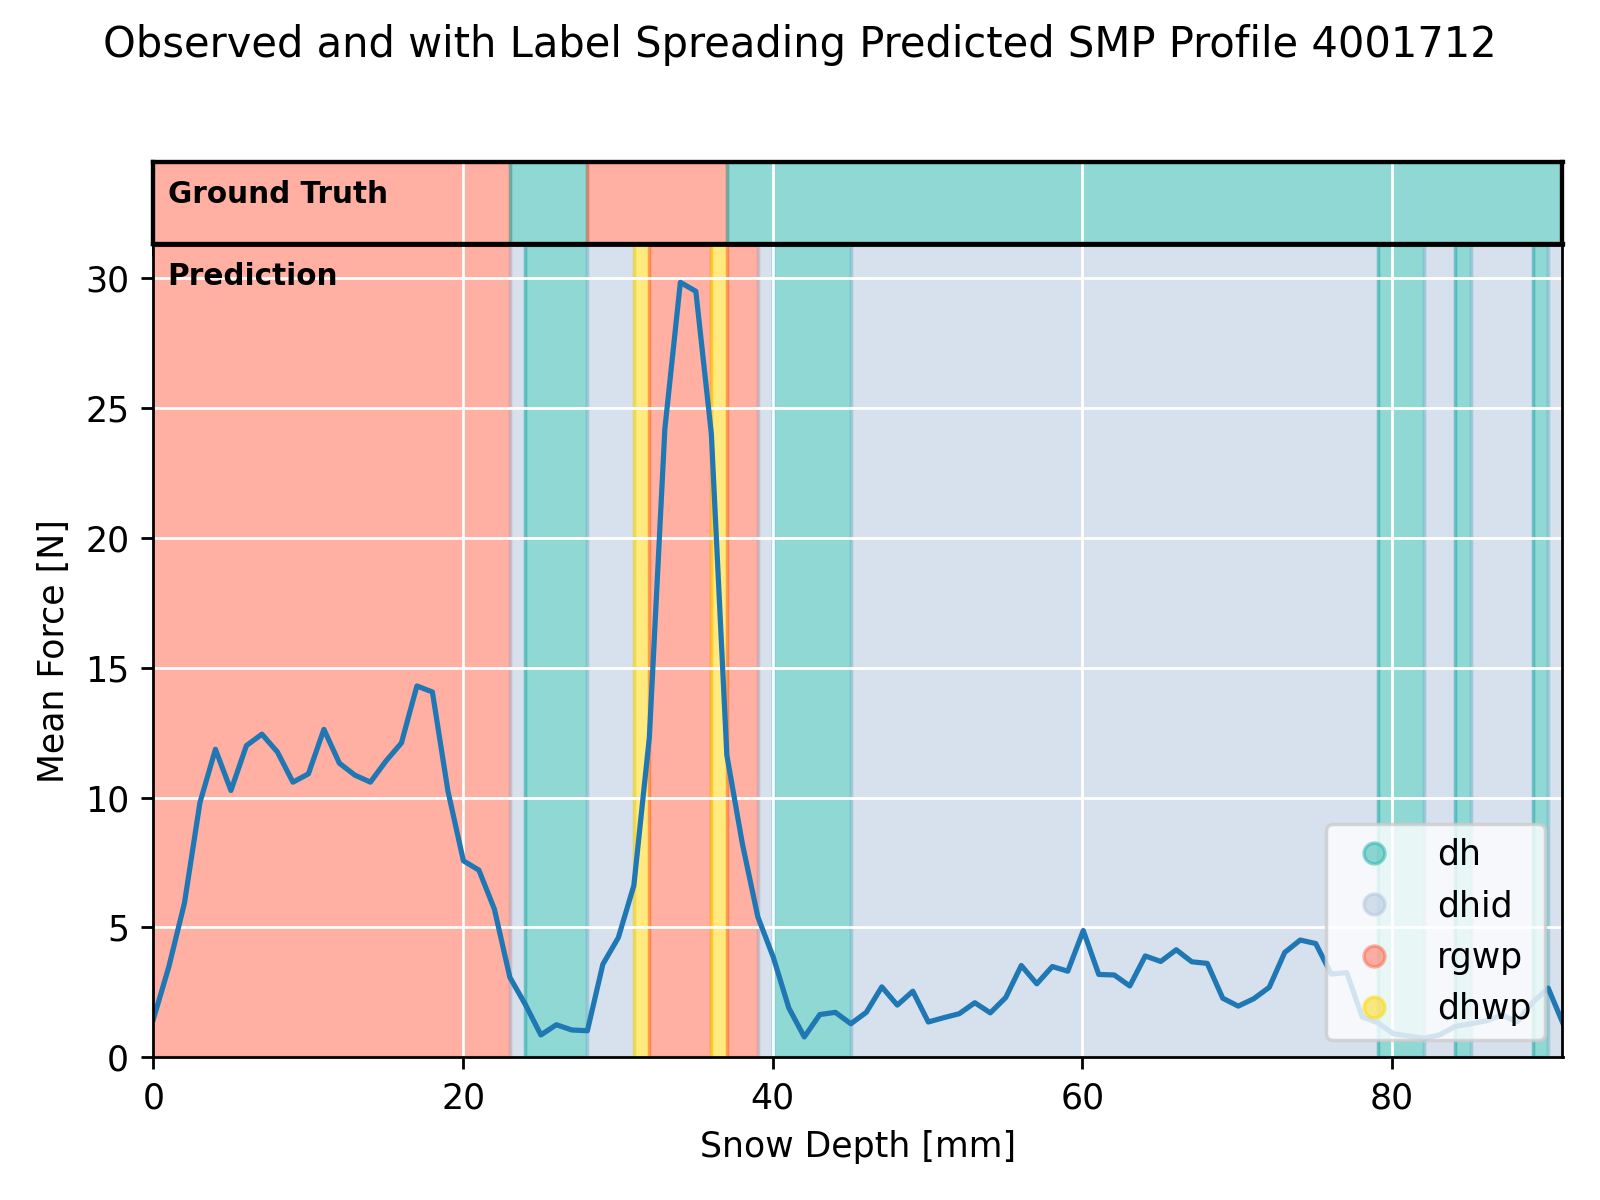 Observed and with Label Spreading Predicted SMP Profile 4001712
Ground Truth
Prediction
30
25
20
15
10
5
0
Mean Force [N]
dh
dhid
rgwp
dhwp
0 20 40 60 80
Snow Depth [mm]